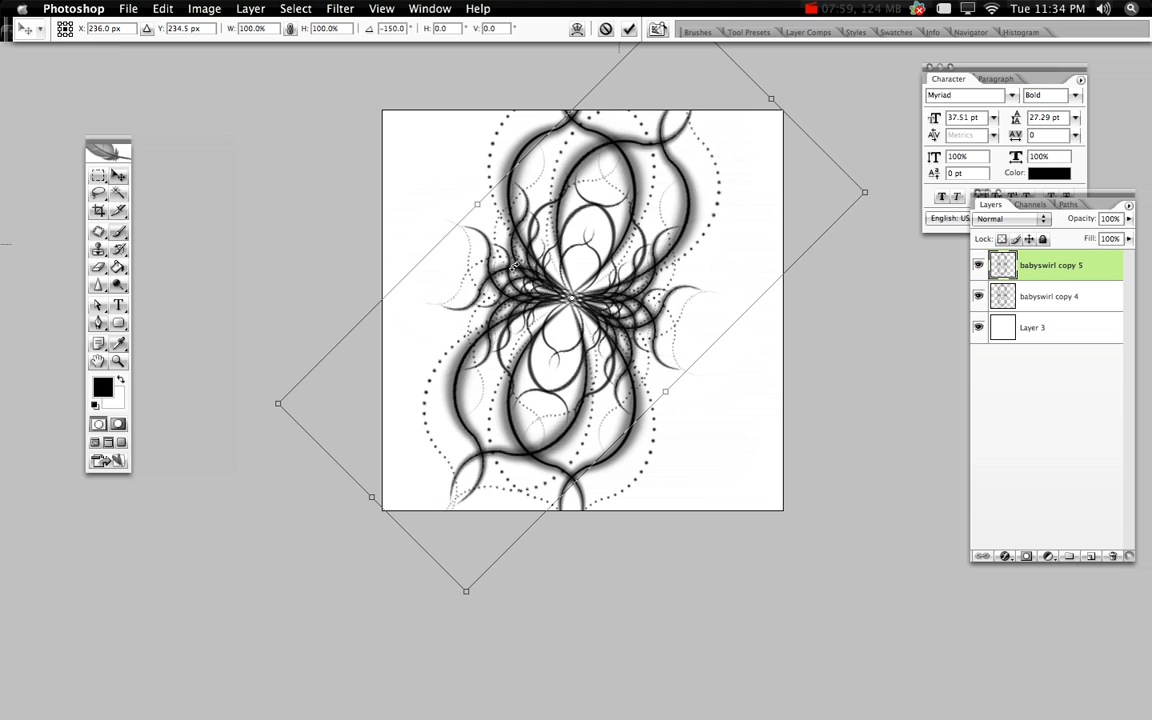 Photoshop File Edit Image Layer Select Filter View Window Help 07:59, 124 MB Tue 11:34 PM
X: 236.0 px Y: 234.5 px W: 100.0% H: 100.0% -150.0 ° H: 0.0 ° V: 0.0 ° Brushes Tool Presets Layer Comps Styles Swatches Info Navigator Histogram
Character Paragraph
Myriad Bold
37.51 pt 27.29 pt
Metrics 0
100% 100%
0 pt Color:
T T
English: US
Layers Channels Paths
Normal Opacity: 100%
Lock: Fill: 100%
babyswirl copy 5
babyswirl copy 4
Layer 3